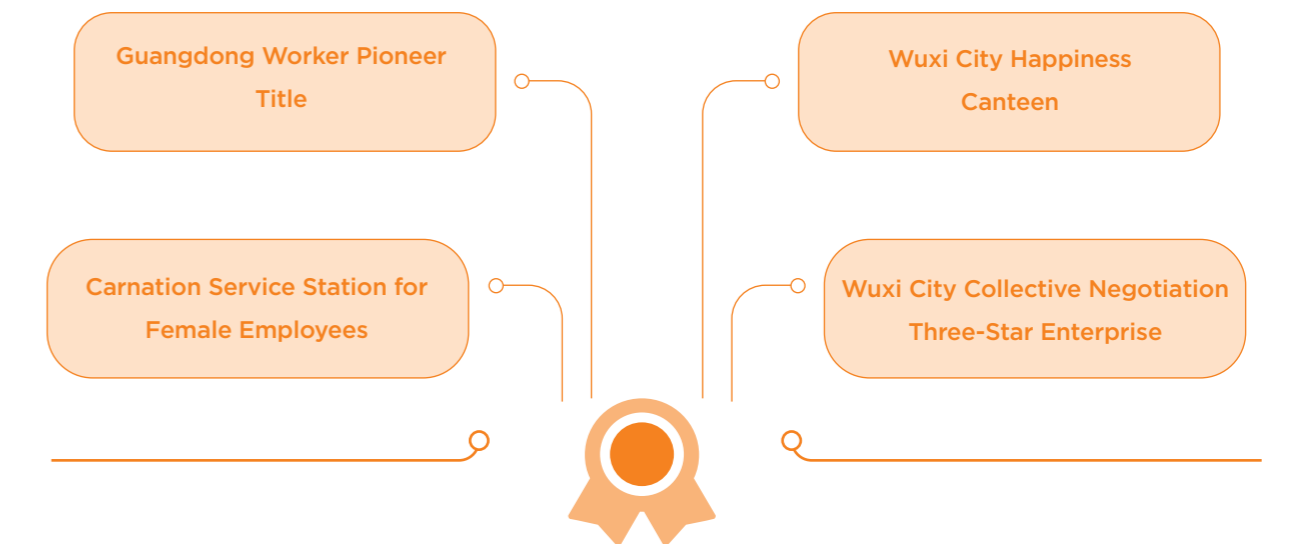 Guangdong Worker Pioneer
Title
Wuxi City Happiness
Canteen
Carnation Service Station for
Female Employees
Wuxi City Collective Negotiation
Three-Star Enterprise